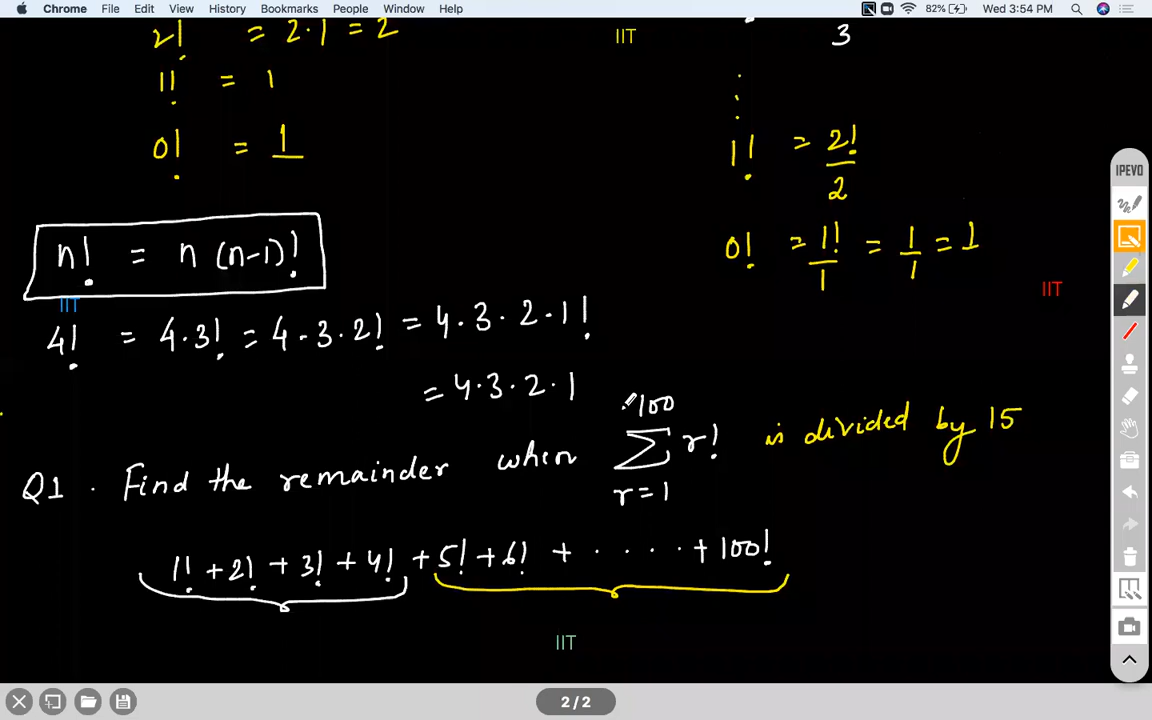 Chrome File Edit View History Bookmarks People Window Help 82% Wed 3:54 PM
2! = 2·1 = 2
IIT
3
1! = 1
0! = 1
1! = 2!/2
n! = n (n-1)!
0! = 1!/1 = 1/1 = 1
IIT
IIT
4! = 4·3! = 4·3·2! = 4·3·2·1!
= 4·3·2·1
Q1. Find the remainder when 100 Σ r=1 r! is divided by 15
1! + 2! + 3! + 4! + 5! + 6! + ····· + 100!
IIT
IPEVO
2/2